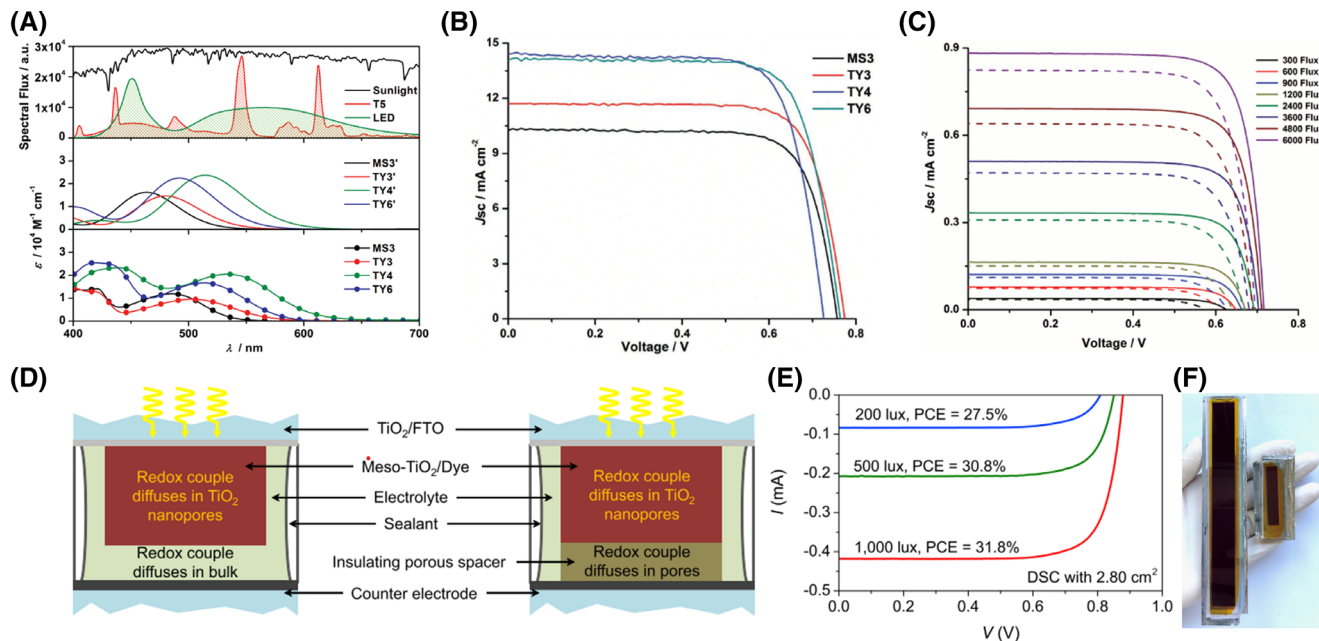 (A)
3x10⁴
2x10⁴
1x10⁴
0
Spectral Flux / a.u.
Sunlight
T5
LED
3
2
1
0
MS3'
TY3'
TY4'
TY6'
ε / 10⁴ M⁻¹ cm⁻¹
3
2
1
0
MS3
TY3
TY4
TY6
400 500 600 700
λ / nm
(B)
15
12
9
6
3
0
Jsc / mA cm⁻²
MS3
TY3
TY4
TY6
0.0 0.2 0.4 0.6 0.8
Voltage / V
(C)
0.9
0.6
0.3
0.0
Jsc / mA cm⁻²
300 Flux
600 Flux
900 Flux
1200 Flux
2400 Flux
3600 Flux
4800 Flux
6000 Flux
0.0 0.2 0.4 0.6 0.8
Voltage / V
(D)
TiO₂/FTO
Redox couple
diffuses in TiO₂
nanopores
Redox couple
diffuses in bulk
Meso-TiO₂/Dye
Electrolyte
Sealant
Insulating porous spacer
Counter electrode
Redox couple
diffuses in TiO₂
nanopores
Redox couple
diffuses in pores
(E)
0.0
-0.1
-0.2
-0.3
-0.4
-0.5
I (mA)
200 lux, PCE = 27.5%
500 lux, PCE = 30.8%
1,000 lux, PCE = 31.8%
DSC with 2.80 cm²
0.0 0.2 0.4 0.6 0.8 1.0
V (V)
(F)